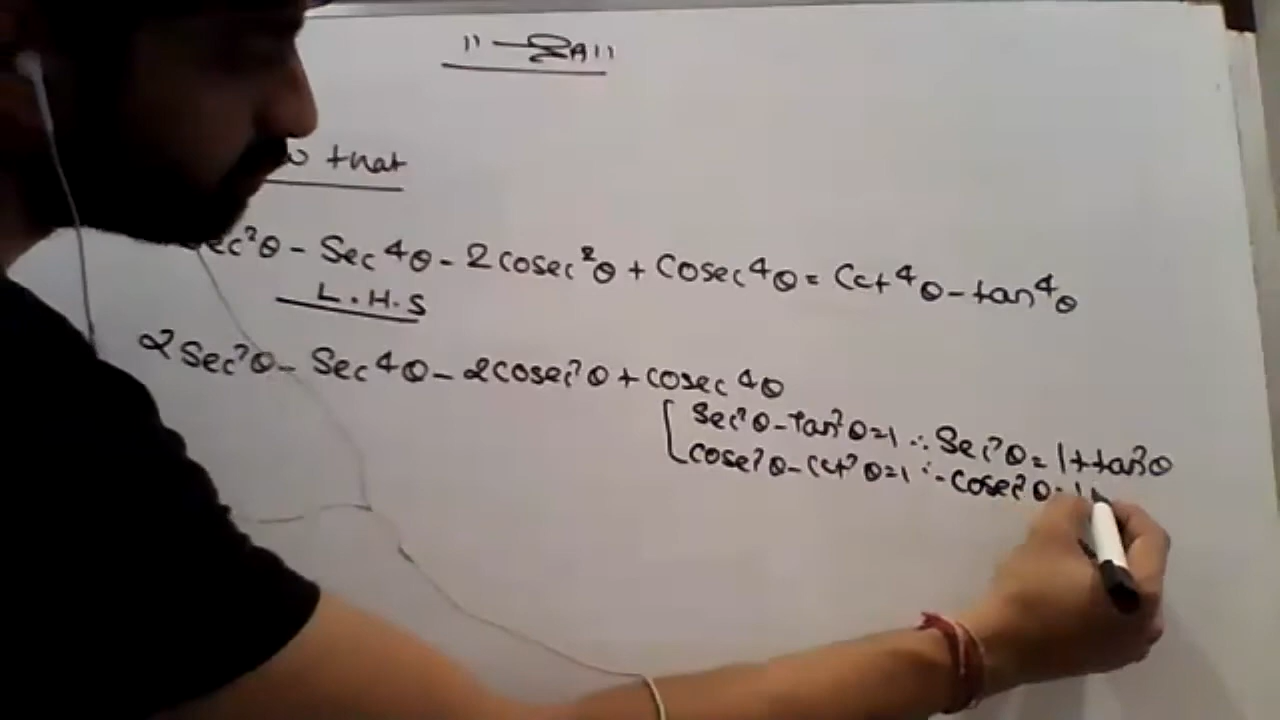 that
ec²θ - Sec⁴θ - 2cosec²θ + Cosec⁴θ = Cot⁴θ - tan⁴θ
L.H.S
2Sec²θ - Sec⁴θ - 2cosec²θ + cosec⁴θ
Sec²θ - tan²θ = 1 ∴ Sec²θ = 1 + tan²θ
cosec²θ - Cot²θ = 1 ∴ Cosec²θ = 1